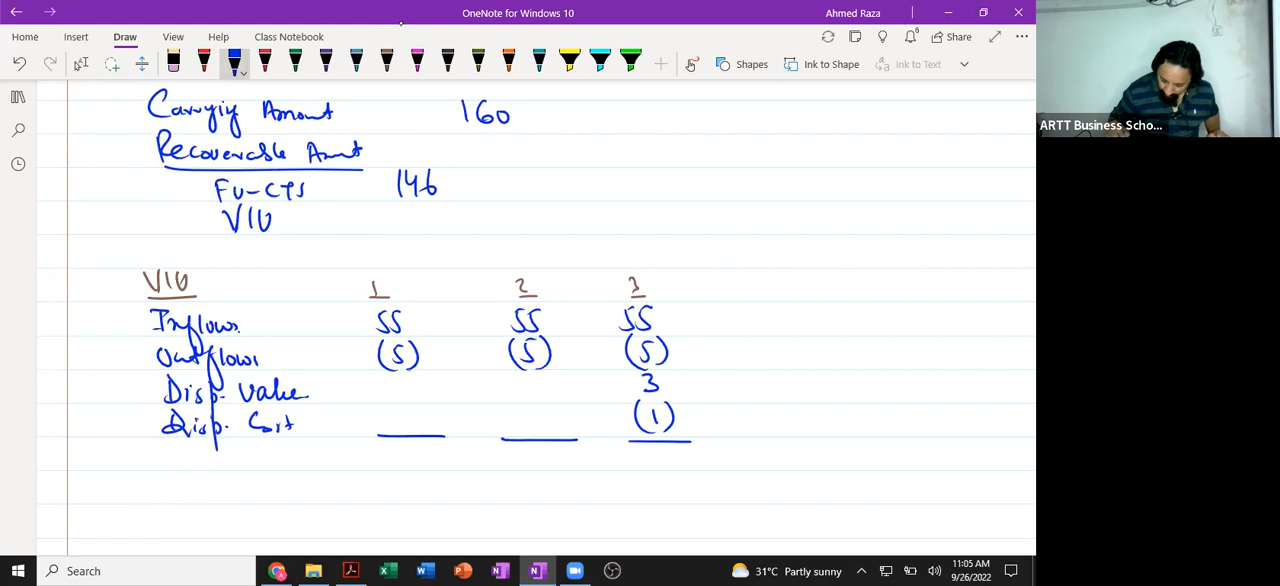 OneNote for Windows 10
Ahmed Raza
Home Insert Draw View Help Class Notebook
6 Share
Shapes Ink to Shape Ink to Text
Carryiy Amount 160
Recoverable Amnt
FV-CTS 146
VIU
VIU 1 2 3
Inflows 55 55 55
Outflows (5) (5) (5)
Disp. Value 3
Disp. Cost (1)
ARTT Business Scho...
Search
31°C Partly sunny
11:05 AM
9/26/2022